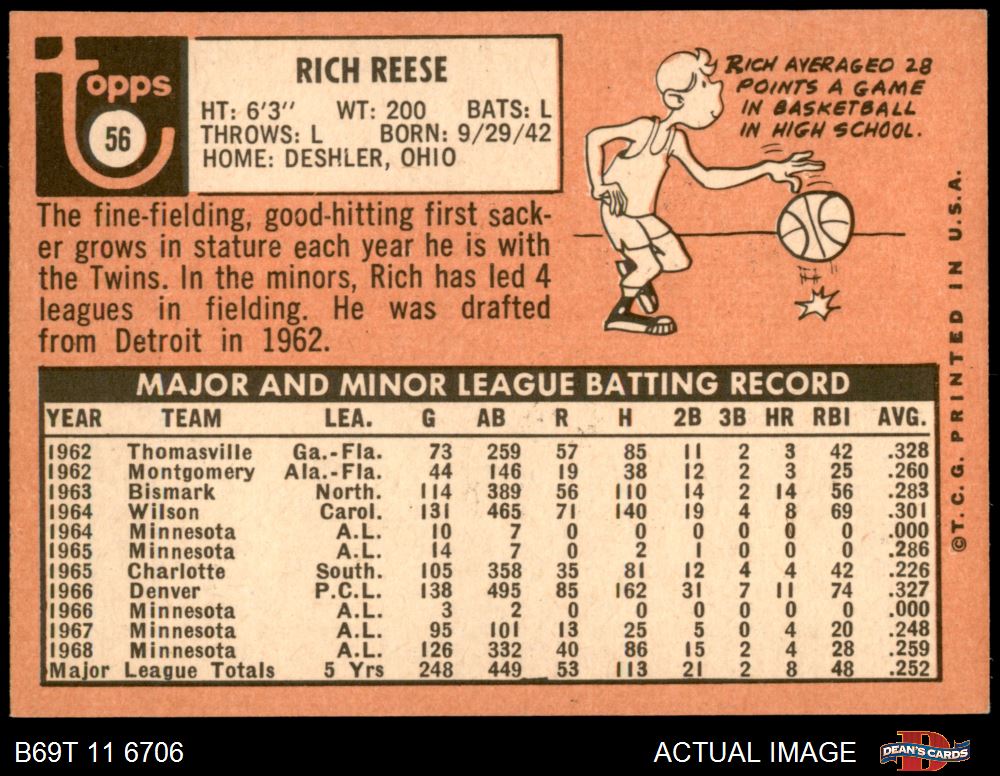 Topps
56
RICH REESE
HT: 6'3'' WT: 200 BATS: L
THROWS: L BORN: 9/29/42
HOME: DESHLER, OHIO
RICH AVERAGED 28
POINTS A GAME
IN BASKETBALL
IN HIGH SCHOOL.
The fine-fielding, good-hitting first sack-
er grows in stature each year he is with
the Twins. In the minors, Rich has led 4
leagues in fielding. He was drafted
from Detroit in 1962.
MAJOR AND MINOR LEAGUE BATTING RECORD
YEAR TEAM LEA. G AB R H 2B 3B HR RBI AVG.
1962 Thomasville Ga.-Fla. 73 259 57 85 11 2 3 42 .328
1962 Montgomery Ala.-Fla. 44 146 19 38 12 2 3 25 .260
1963 Bismark North. 114 389 56 110 14 2 14 56 .283
1964 Wilson Carol. 131 465 71 140 19 4 8 69 .301
1964 Minnesota A.L. 10 7 0 0 0 0 0 0 .000
1965 Minnesota A.L. 14 7 0 2 1 0 0 0 .286
1965 Charlotte South. 105 358 35 81 12 4 4 42 .226
1966 Denver P.C.L. 138 495 85 162 31 7 11 74 .327
1966 Minnesota A.L. 3 2 0 0 0 0 0 0 .000
1967 Minnesota A.L. 95 101 13 25 5 0 4 20 .248
1968 Minnesota A.L. 126 332 40 86 15 2 4 28 .259
Major League Totals 5 Yrs 248 449 53 113 21 2 8 48 .252
©T.C.G. PRINTED IN U.S.A.
B69T 11 6706
ACTUAL IMAGE
DEAN'S CARDS